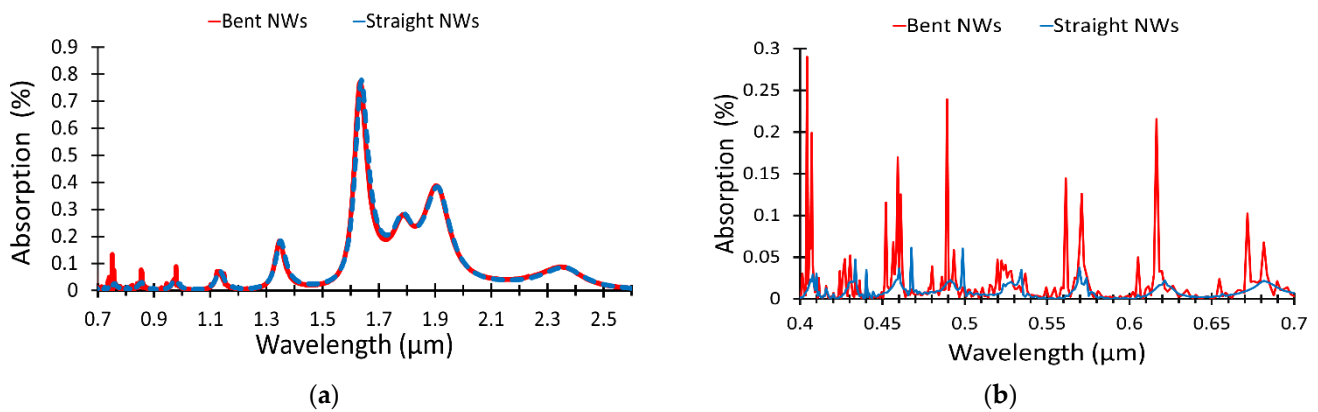 Bent NWs Straight NWs
0.9
0.8
0.7
0.6
0.5
0.4
0.3
0.2
0.1
0
Absorption (%)
0.7 0.9 1.1 1.3 1.5 1.7 1.9 2.1 2.3 2.5
Wavelength (μm)
(a)
Bent NWs Straight NWs
0.3
0.25
0.2
0.15
0.1
0.05
0
Absorption (%)
0.4 0.45 0.5 0.55 0.6 0.65 0.7
Wavelength (μm)
(b)